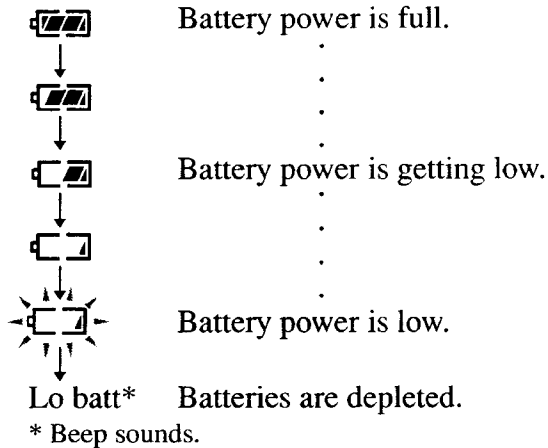 Battery power is full.
Battery power is getting low.
Battery power is low.
Lo batt* Batteries are depleted.
* Beep sounds.